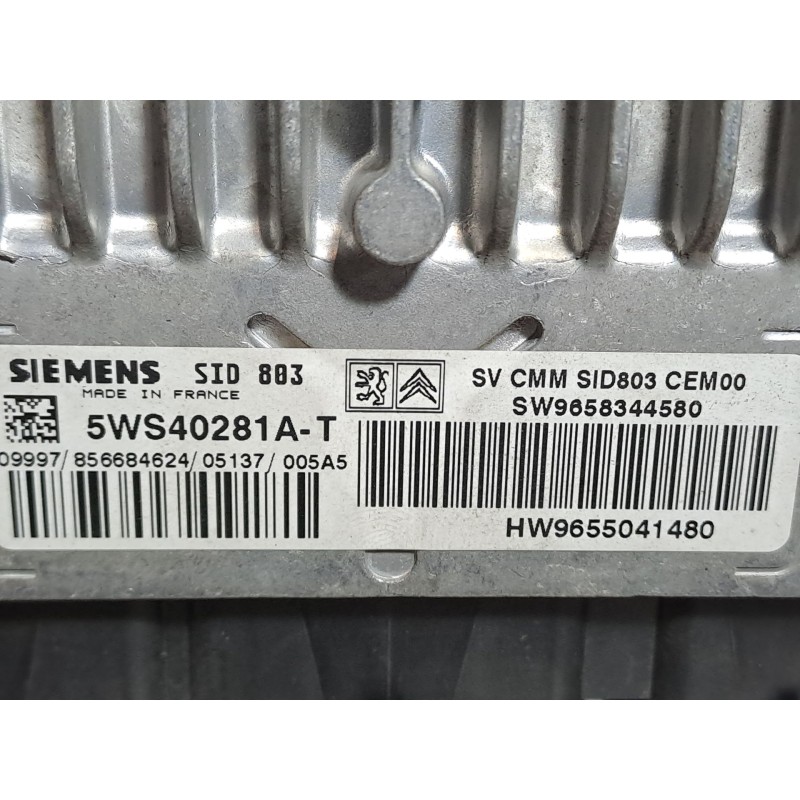 SIEMENS SID 803
MADE IN FRANCE
5WS40281A-T
09997/856684624/05137/005A5
SV CMM SID803 CEM00
SW9658344580
HW9655041480